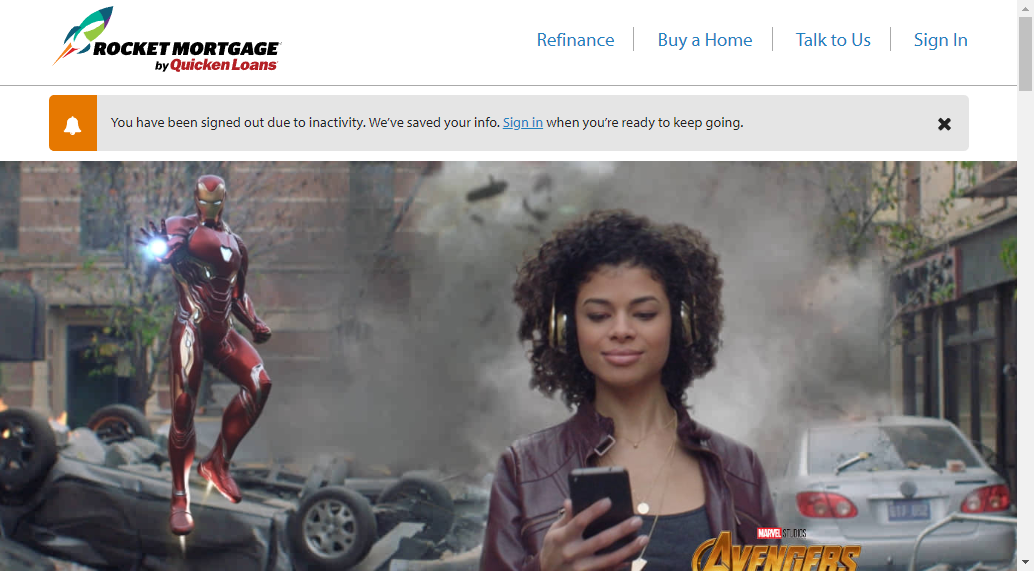 ROCKET MORTGAGE
by Quicken Loans
Refinance
Buy a Home
Talk to Us
Sign In
You have been signed out due to inactivity. We've saved your info. Sign in when you're ready to keep going.
MARVEL STUDIOS
AVENGERS